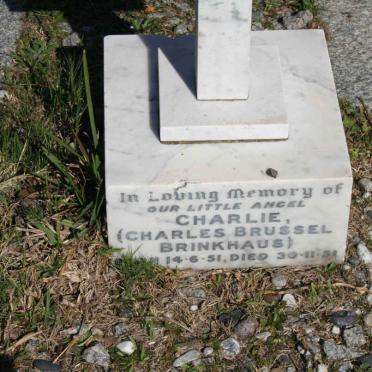 In Loving Memory of
OUR LITTLE ANGEL
CHARLIE,
(CHARLES BRUSSEL
BRINKHAUS)
14·6·51, DIED 30·11·51